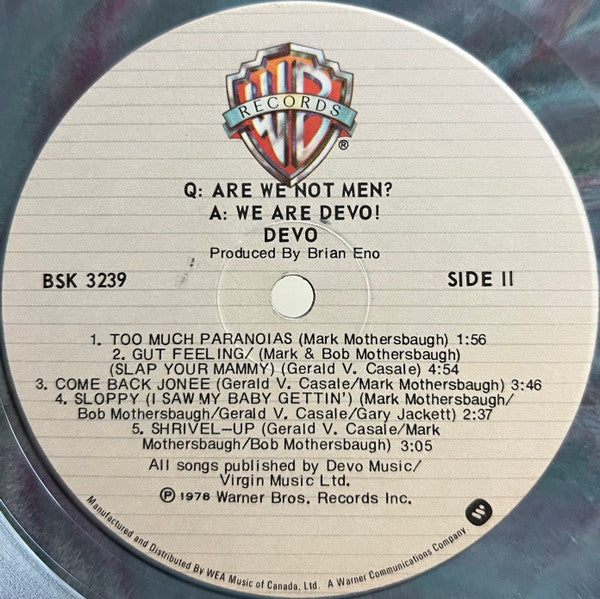 WB
RECORDS
®
Q: ARE WE NOT MEN?
A: WE ARE DEVO!
DEVO
Produced By Brian Eno
BSK 3239
SIDE II
1. TOO MUCH PARANOIAS (Mark Mothersbaugh) 1:56
2. GUT FEELING/ (Mark & Bob Mothersbaugh)
(SLAP YOUR MAMMY) (Gerald V. Casale) 4:54
3. COME BACK JONEE (Gerald V. Casale/Mark Mothersbaugh) 3:46
4. SLOPPY (I SAW MY BABY GETTIN') (Mark Mothersbaugh/
Bob Mothersbaugh/Gerald V. Casale/Gary Jackett) 2:37
5. SHRIVEL-UP (Gerald V. Casale/Mark
Mothersbaugh/Bob Mothersbaugh) 3:05
All songs published by Devo Music/
Virgin Music Ltd.
℗ 1978 Warner Bros. Records Inc.
Manufactured and Distributed By WEA Music of Canada, Ltd. A Warner Communications Company